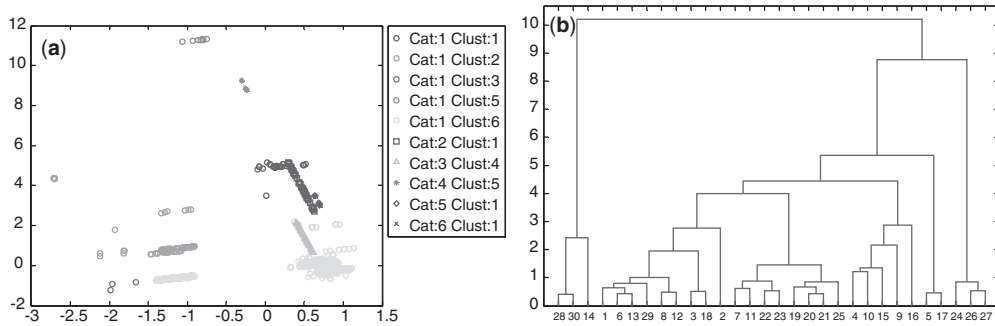 (a)
12
10
8
6
4
2
0
-2
-3 -2.5 -2 -1.5 -1 -0.5 0 0.5 1 1.5
Cat:1 Clust:1
Cat:1 Clust:2
Cat:1 Clust:3
Cat:1 Clust:5
Cat:1 Clust:6
Cat:2 Clust:1
Cat:3 Clust:4
Cat:4 Clust:5
Cat:5 Clust:1
Cat:6 Clust:1
(b)
10
9
8
7
6
5
4
3
2
1
0
28 30 14 1 6 13 29 8 12 3 18 2 7 11 22 23 19 20 21 25 4 10 15 9 16 5 17 24 26 27